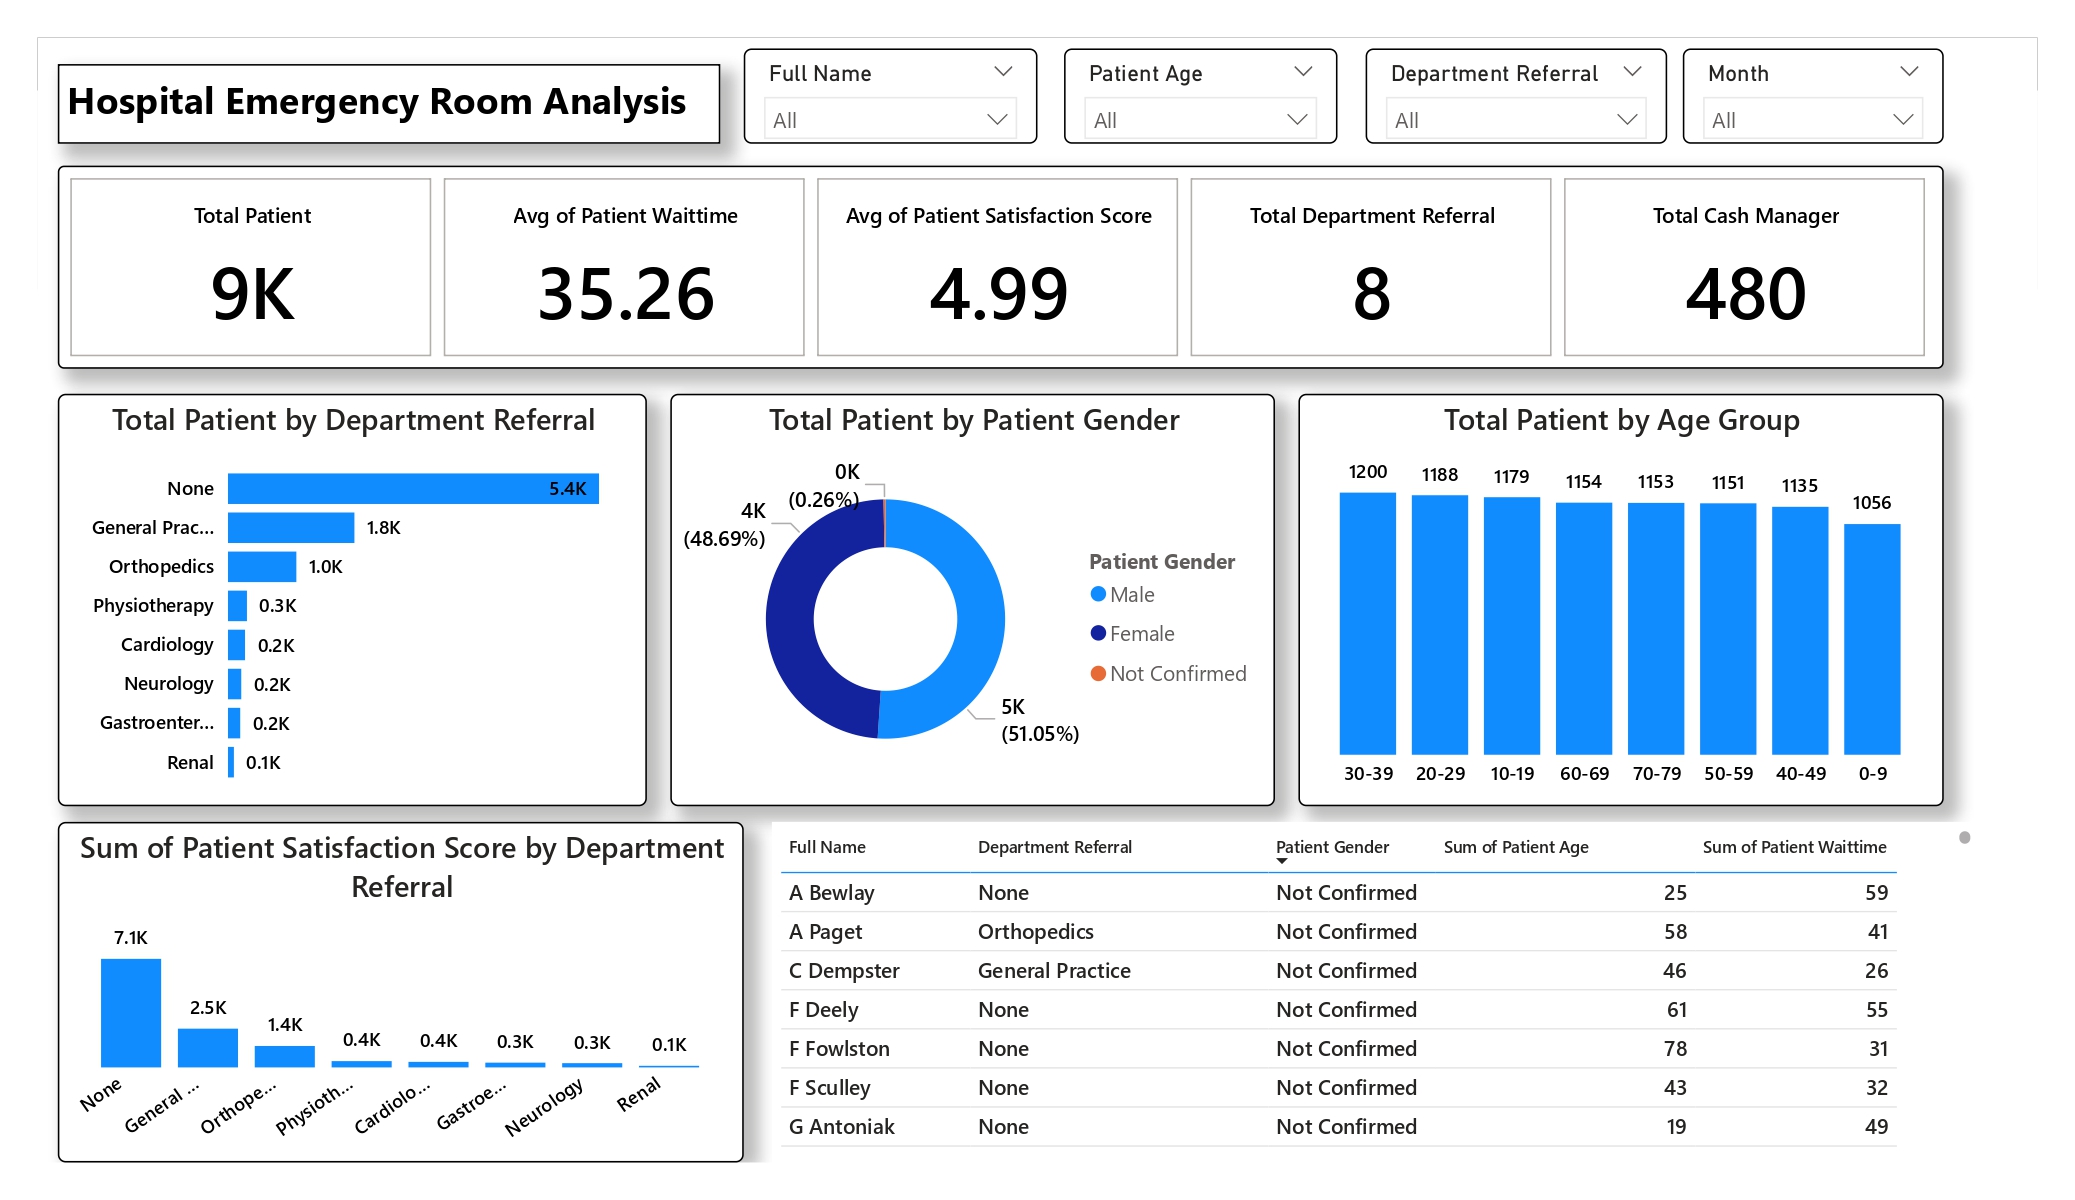 Hospital Emergency Room Analysis
Full Name
All
Patient Age
All
Department Referral
All
Month
All
Total Patient
9K
Avg of Patient Waittime
35.26
Avg of Patient Satisfaction Score
4.99
Total Department Referral
8
Total Cash Manager
480
Total Patient by Department Referral
None 5.4K
General Prac... 1.8K
Orthopedics 1.0K
Physiotherapy 0.3K
Cardiology 0.2K
Neurology 0.2K
Gastroenter... 0.2K
Renal 0.1K
Total Patient by Patient Gender
0K
(0.26%)
4K
(48.69%)
5K
(51.05%)
Patient Gender
Male
Female
Not Confirmed
Total Patient by Age Group
1200 1188 1179 1154 1153 1151 1135 1056
30-39 20-29 10-19 60-69 70-79 50-59 40-49 0-9
Sum of Patient Satisfaction Score by Department
Referral
7.1K 2.5K 1.4K 0.4K 0.4K 0.3K 0.3K 0.1K
None General ... Orthope... Physioth... Cardiolo... Gastroe... Neurology Renal
Full Name Department Referral Patient Gender Sum of Patient Age Sum of Patient Waittime
A Bewlay None Not Confirmed 25 59
A Paget Orthopedics Not Confirmed 58 41
C Dempster General Practice Not Confirmed 46 26
F Deely None Not Confirmed 61 55
F Fowlston None Not Confirmed 78 31
F Sculley None Not Confirmed 43 32
G Antoniak None Not Confirmed 19 49